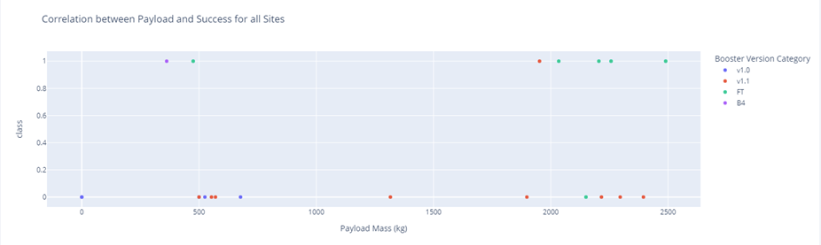 Correlation between Payload and Success for all Sites
1
0.8
0.6
0.4
0.2
0
class
0 500 1000 1500 2000 2500
Payload Mass (kg)
Booster Version Category
v1.0
v1.1
FT
B4